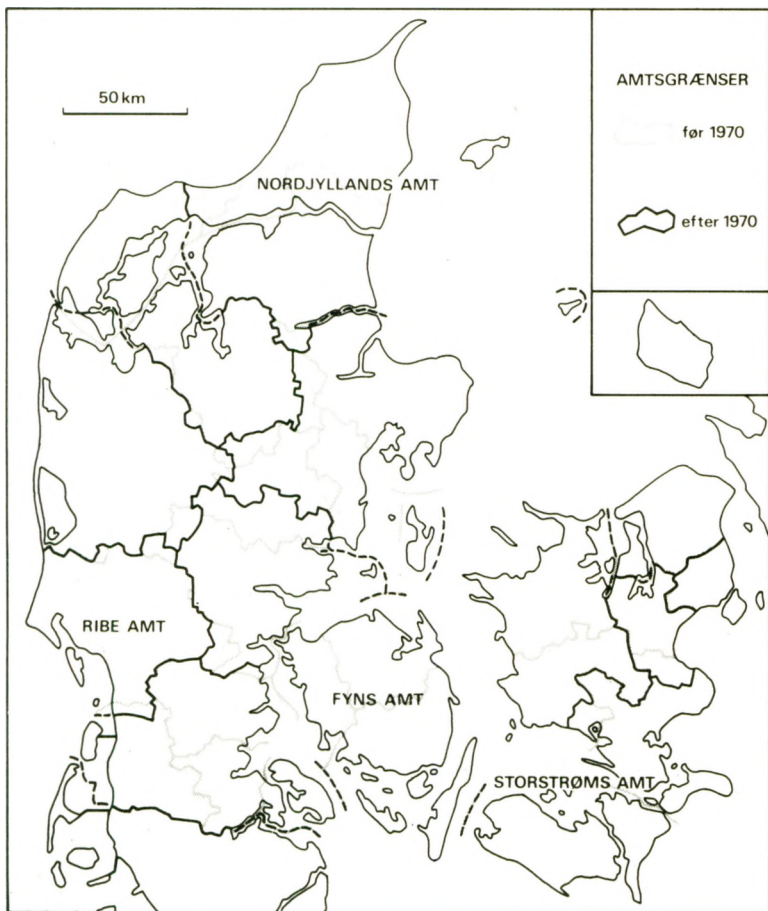 50 km
AMTSGRÆNSER
før 1970
efter 1970
NORDJYLLANDS AMT
RIBE AMT
FYNS AMT
STORSTRØMS AMT